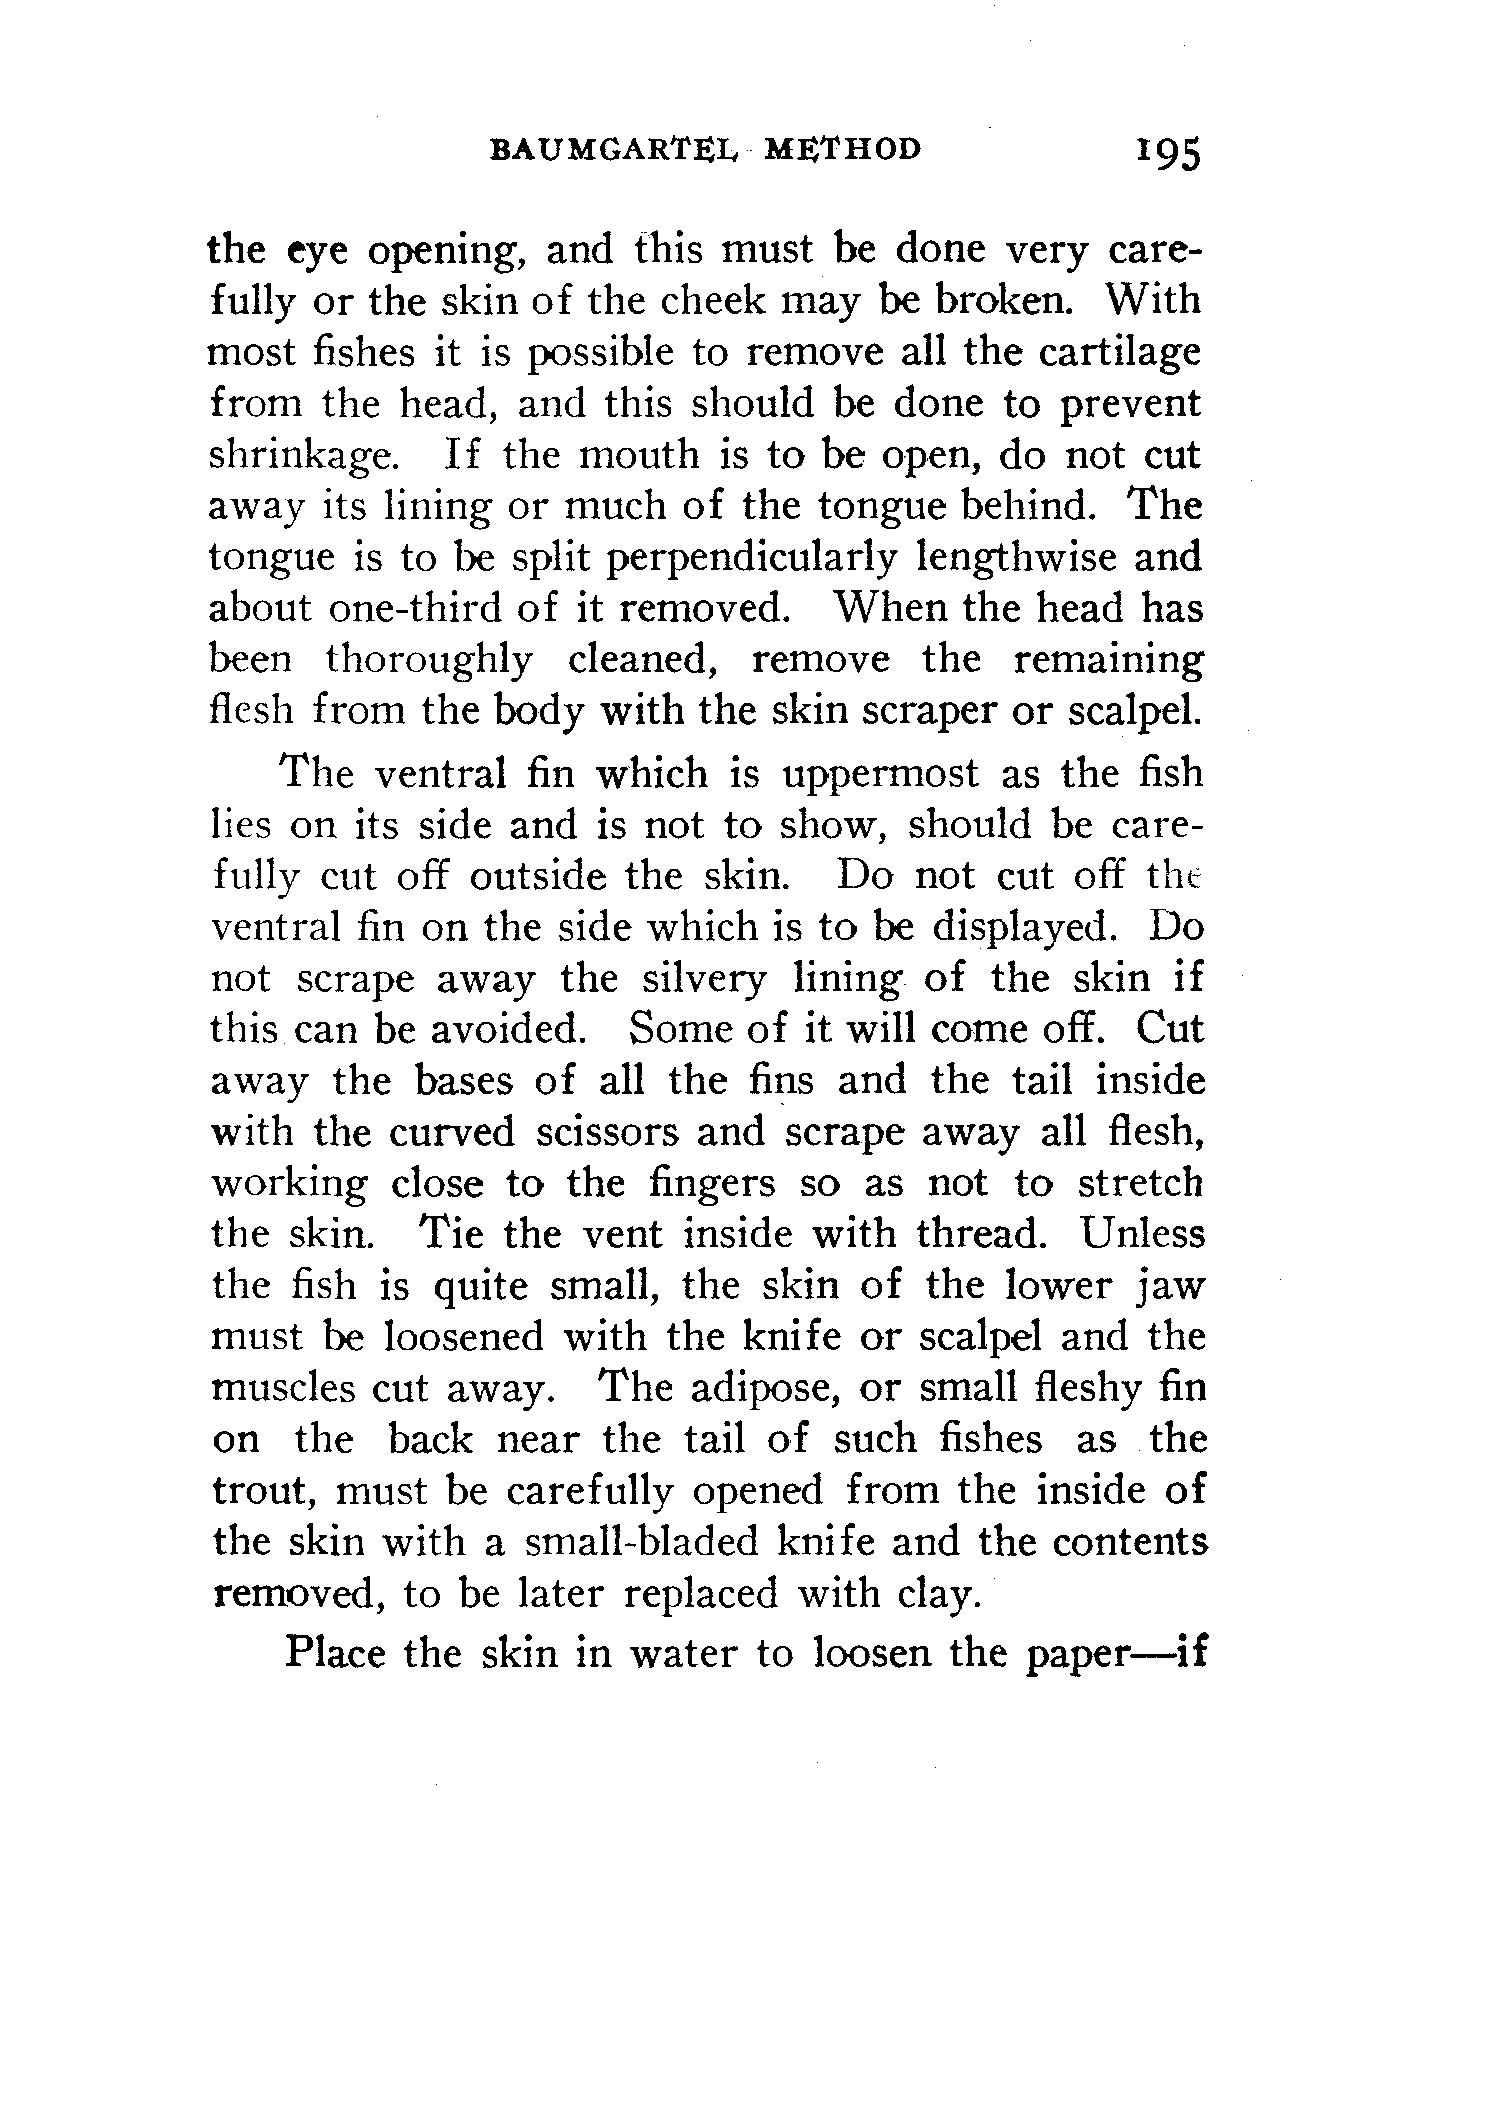 BAUMGARTEL METHOD 195
the eye opening, and this must be done very care-
fully or the skin of the cheek may be broken. With
most fishes it is possible to remove all the cartilage
from the head, and this should be done to prevent
shrinkage. If the mouth is to be open, do not cut
away its lining or much of the tongue behind. The
tongue is to be split perpendicularly lengthwise and
about one-third of it removed. When the head has
been thoroughly cleaned, remove the remaining
flesh from the body with the skin scraper or scalpel.
The ventral fin which is uppermost as the fish
lies on its side and is not to show, should be care-
fully cut off outside the skin. Do not cut off the
ventral fin on the side which is to be displayed. Do
not scrape away the silvery lining of the skin if
this can be avoided. Some of it will come off. Cut
away the bases of all the fins and the tail inside
with the curved scissors and scrape away all flesh,
working close to the fingers so as not to stretch
the skin. Tie the vent inside with thread. Unless
the fish is quite small, the skin of the lower jaw
must be loosened with the knife or scalpel and the
muscles cut away. The adipose, or small fleshy fin
on the back near the tail of such fishes as the
trout, must be carefully opened from the inside of
the skin with a small-bladed knife and the contents
removed, to be later replaced with clay.
Place the skin in water to loosen the paper—if